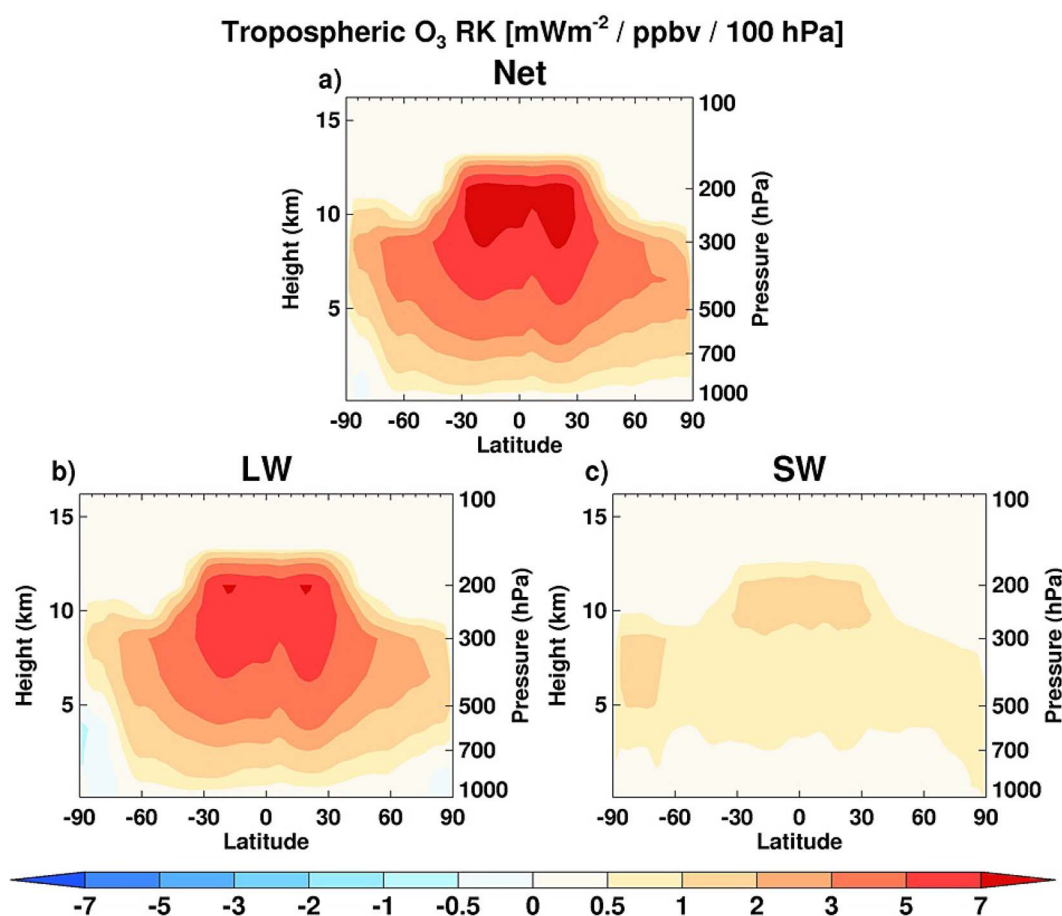 Tropospheric O₃ RK [mWm⁻² / ppbv / 100 hPa]
a) Net
15 10 5
Height (km)
100 200 300 500 700 1000
Pressure (hPa)
-90 -60 -30 0 30 60 90
Latitude
b) LW
15 10 5
Height (km)
100 200 300 500 700 1000
Pressure (hPa)
-90 -60 -30 0 30 60 90
Latitude
c) SW
15 10 5
Height (km)
100 200 300 500 700 1000
Pressure (hPa)
-90 -60 -30 0 30 60 90
Latitude
-7 -5 -3 -2 -1 -0.5 0 0.5 1 2 3 5 7